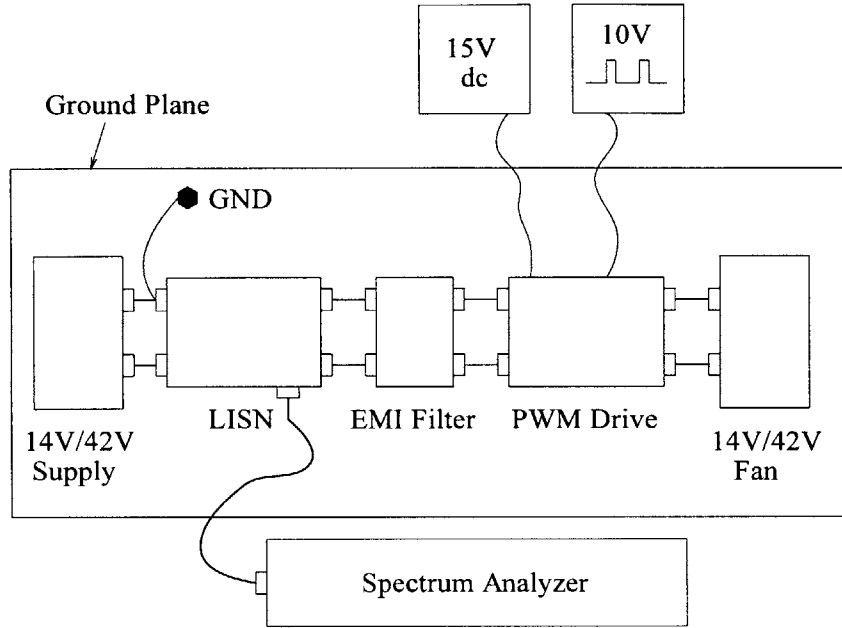 15V
dc
10V
Ground Plane
GND
LISN
EMI Filter
PWM Drive
14V/42V
Supply
14V/42V
Fan
Spectrum Analyzer